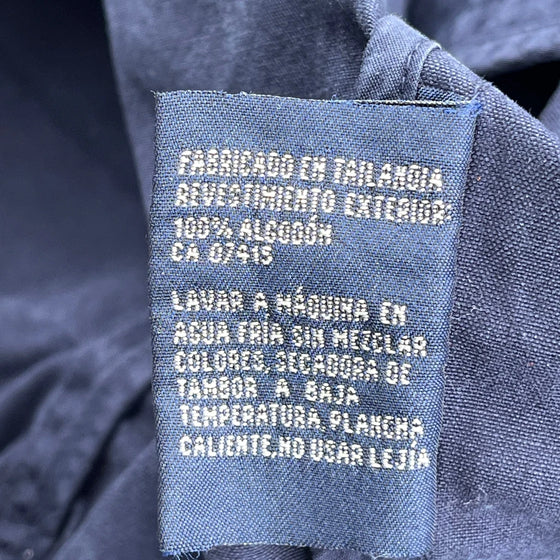 FABRICADO EN TAILANDIA
REVESTIMIENTO EXTERIOR:
100% ALGODÓN
CA 07415
LAVAR A MÁQUINA EN
AGUA FRÍA SIN MEZCLAR
COLORES. SECADORA DE
TAMBOR A BAJA
TEMPERATURA, PLANCHA
CALIENTE, NO USAR LEJÍA